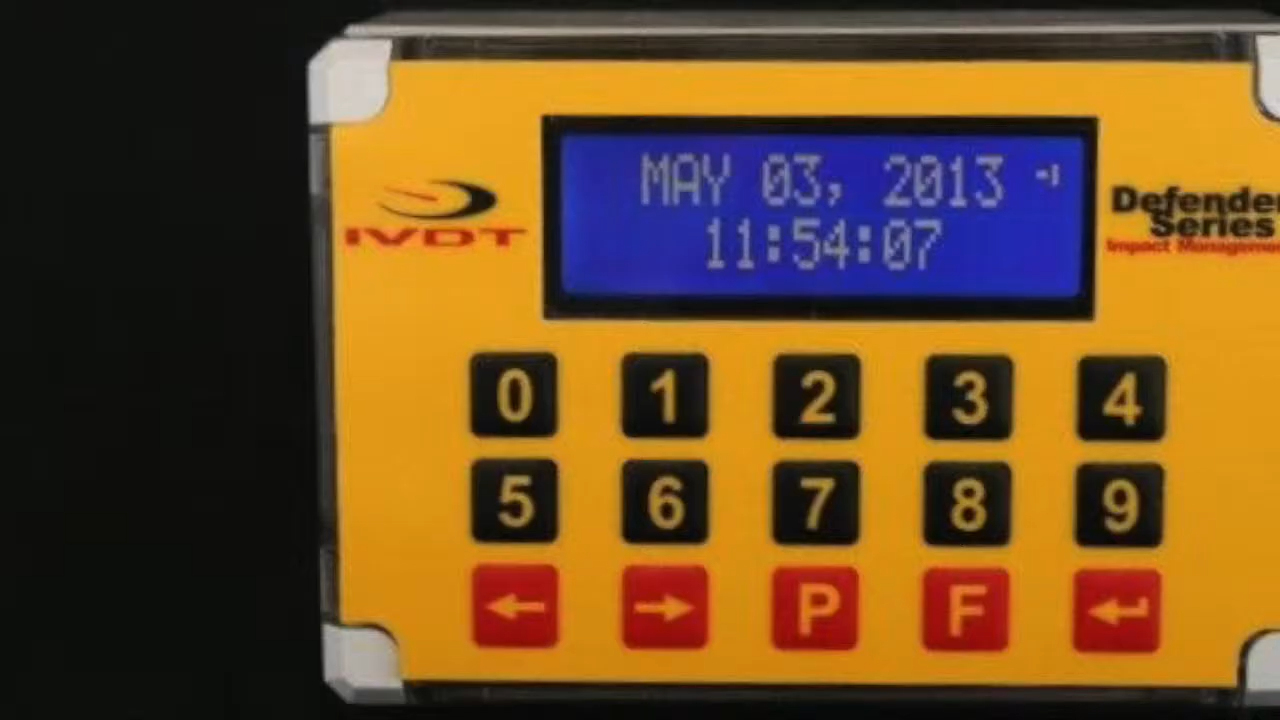 MAY 03, 2013
11:54:07
IVDT
Defender
Series
Impact Management
0 1 2 3 4
5 6 7 8 9
← → P F ↵